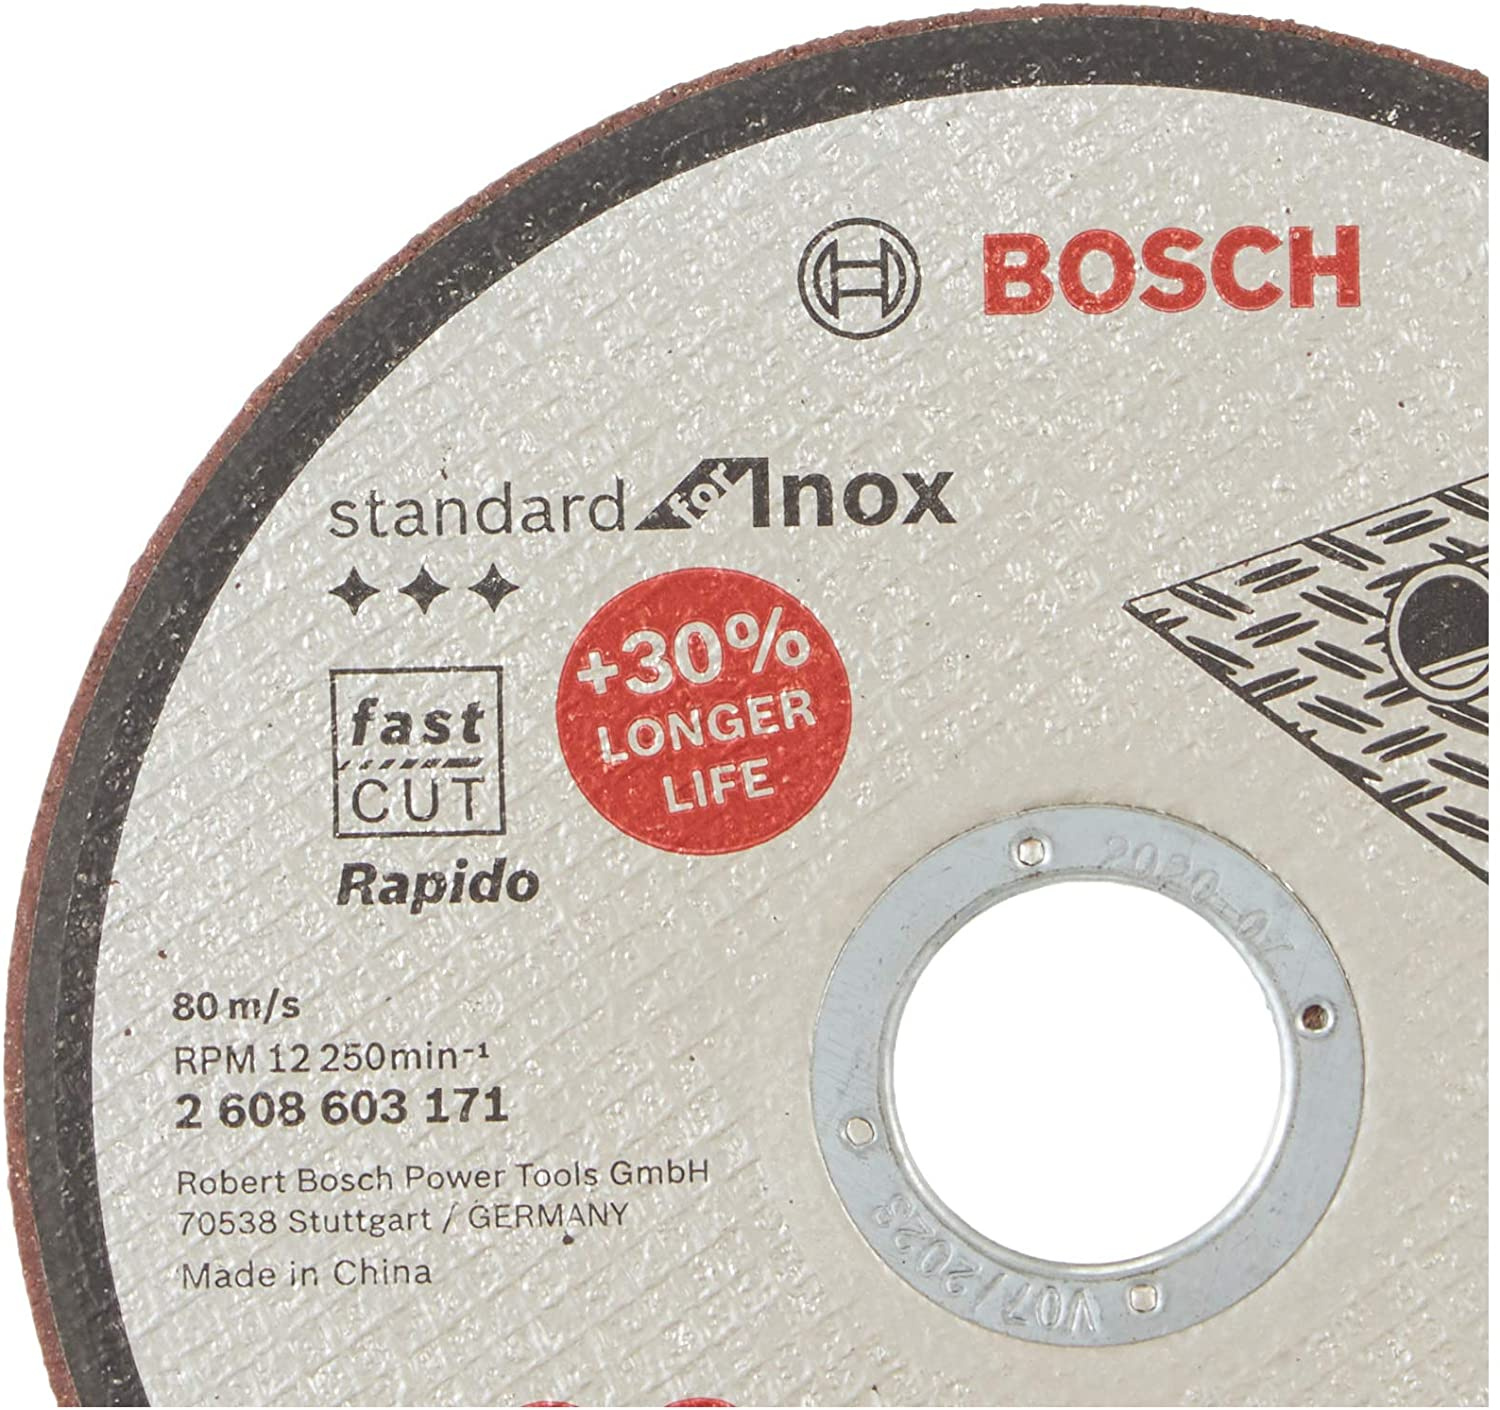 BOSCH
standard for Inox
+30%
LONGER
LIFE
fast
CUT
Rapido
80 m/s
RPM 12 250min⁻¹
2 608 603 171
Robert Bosch Power Tools GmbH
70538 Stuttgart / GERMANY
Made in China
2020-07
V07/2023